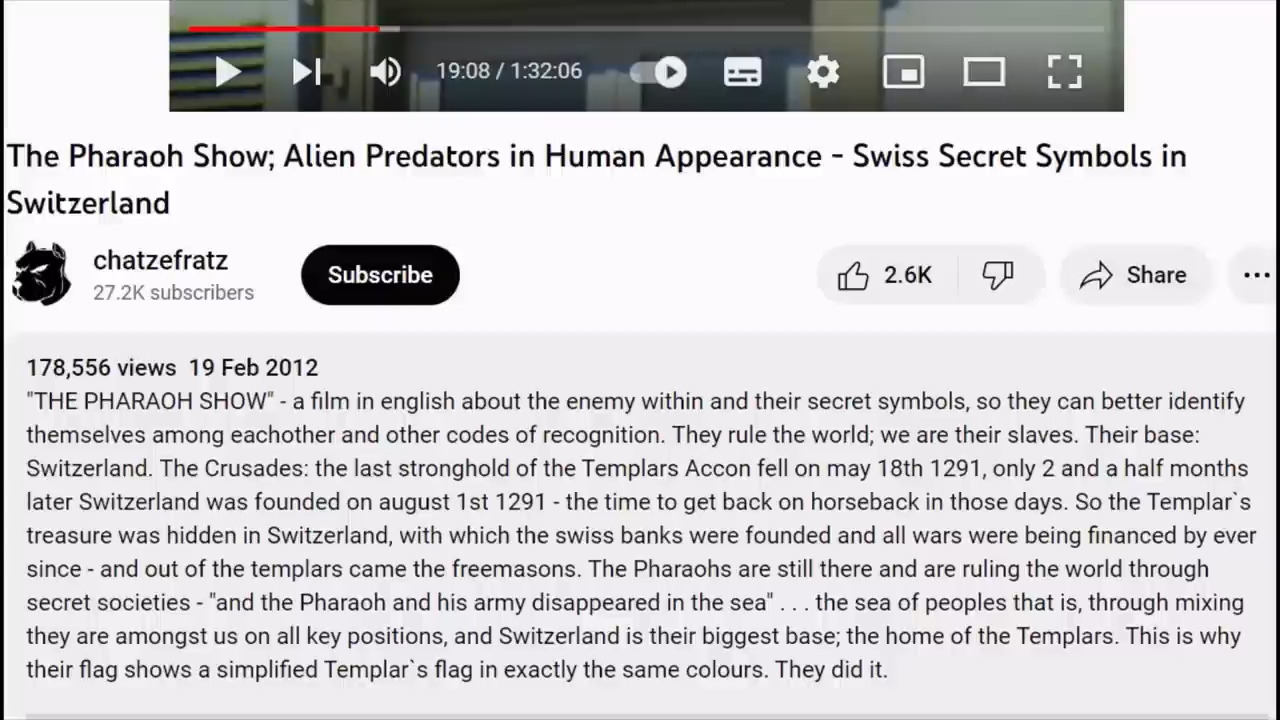 19:08 / 1:32:06
The Pharaoh Show; Alien Predators in Human Appearance - Swiss Secret Symbols in
Switzerland
chatzefratz
27.2K subscribers
Subscribe
2.6K
Share
178,556 views 19 Feb 2012
"THE PHARAOH SHOW" - a film in english about the enemy within and their secret symbols, so they can better identify
themselves among eachother and other codes of recognition. They rule the world; we are their slaves. Their base:
Switzerland. The Crusades: the last stronghold of the Templars Accon fell on may 18th 1291, only 2 and a half months
later Switzerland was founded on august 1st 1291 - the time to get back on horseback in those days. So the Templar`s
treasure was hidden in Switzerland, with which the swiss banks were founded and all wars were being financed by ever
since - and out of the templars came the freemasons. The Pharaohs are still there and are ruling the world through
secret societies - "and the Pharaoh and his army disappeared in the sea" . . . the sea of peoples that is, through mixing
they are amongst us on all key positions, and Switzerland is their biggest base; the home of the Templars. This is why
their flag shows a simplified Templar`s flag in exactly the same colours. They did it.